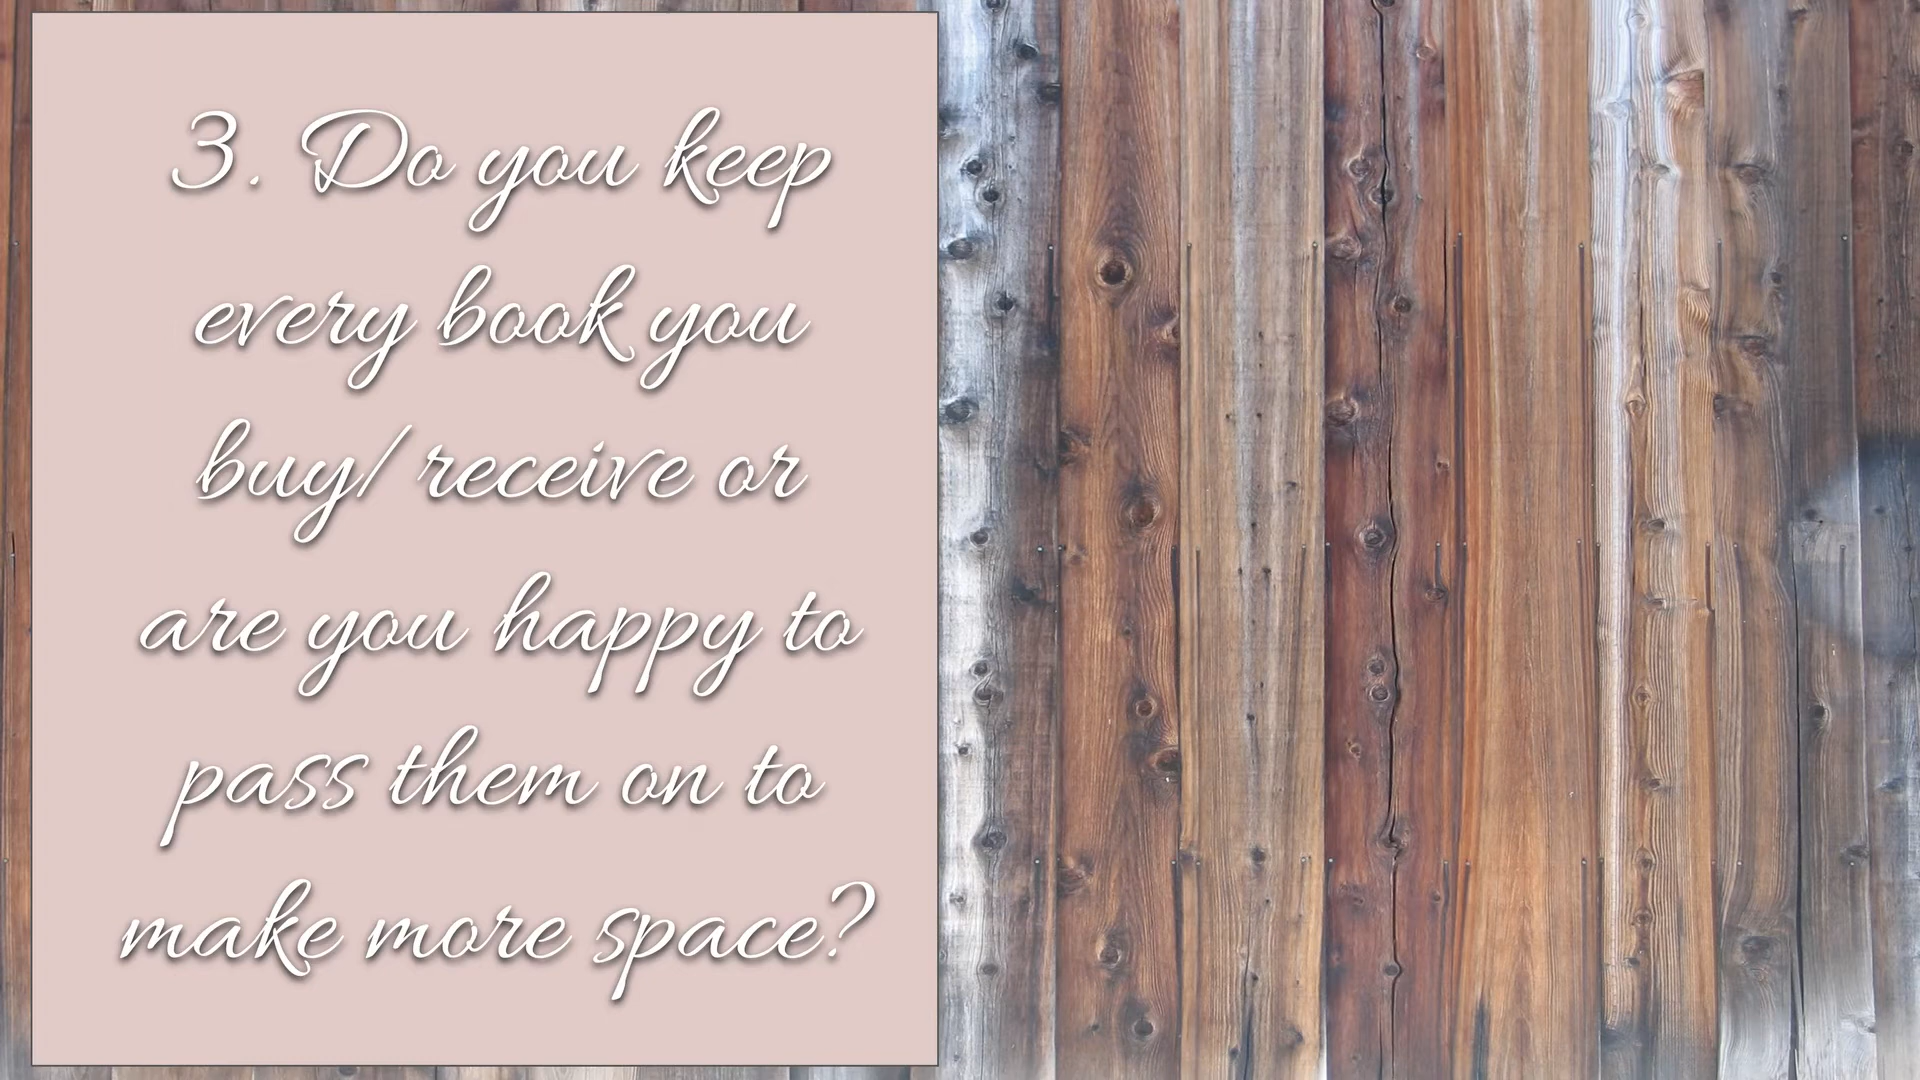 3. Do you keep
every book you
buy/ receive or
are you happy to
pass them on to
make more space?